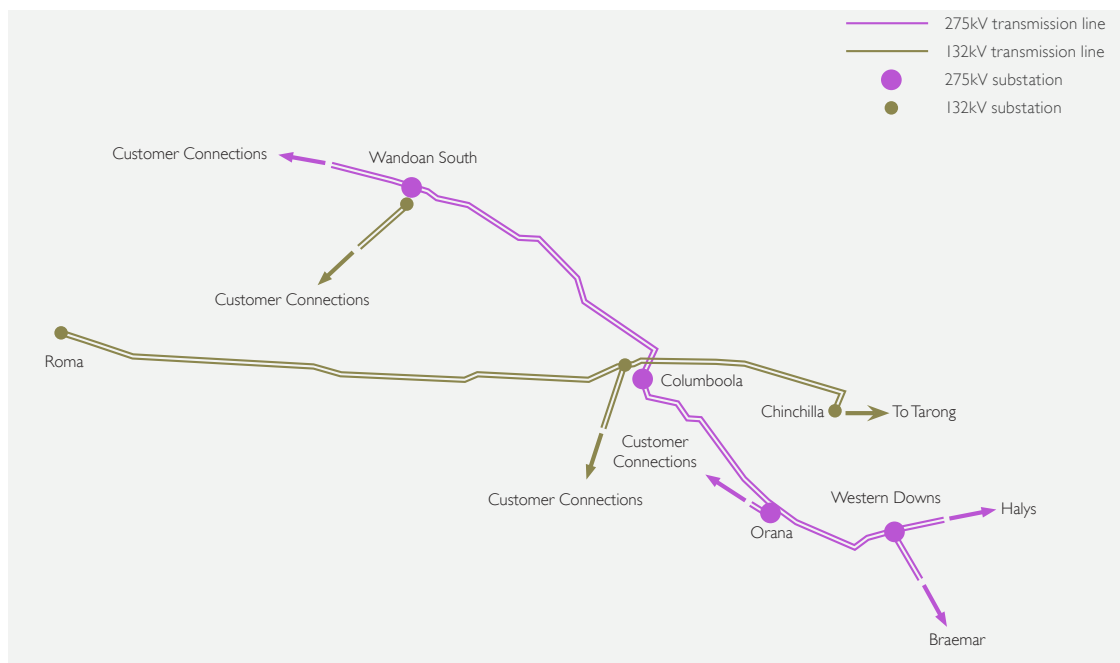 275kV transmission line
132kV transmission line
275kV substation
132kV substation
Customer Connections
Wandoan South
Customer Connections
Roma
Columboola
Chinchilla
To Tarong
Customer
Connections
Customer Connections
Western Downs
Halys
Orana
Braemar